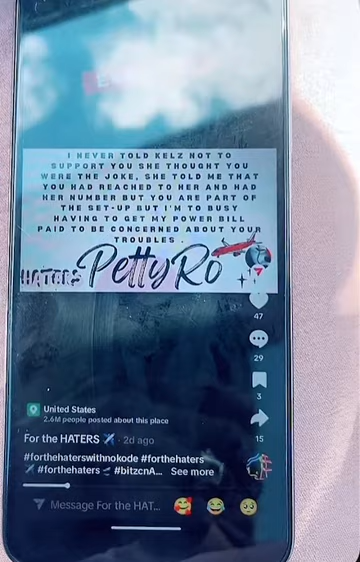 I NEVER TOLD KELZ NOT TO
SUPPORT YOU SHE THOUGHT YOU
WERE THE JOKE, SHE TOLD ME THAT
YOU HAD REACHED TO HER AND HAD
HER NUMBER BUT YOU ARE PART OF
THE SET-UP BUT I'M TO BUSY
HAVING TO GET MY POWER BILL
PAID TO BE CONCERNED ABOUT YOUR
TROUBLES .
HATERS PettyRo
47
29
3
15
United States
2.6M people posted about this place
For the HATERS · 2d ago
#forthehaterswithnokode #forthehaters
#forthehaters #bitzcnA... See more
Message For the HAT...